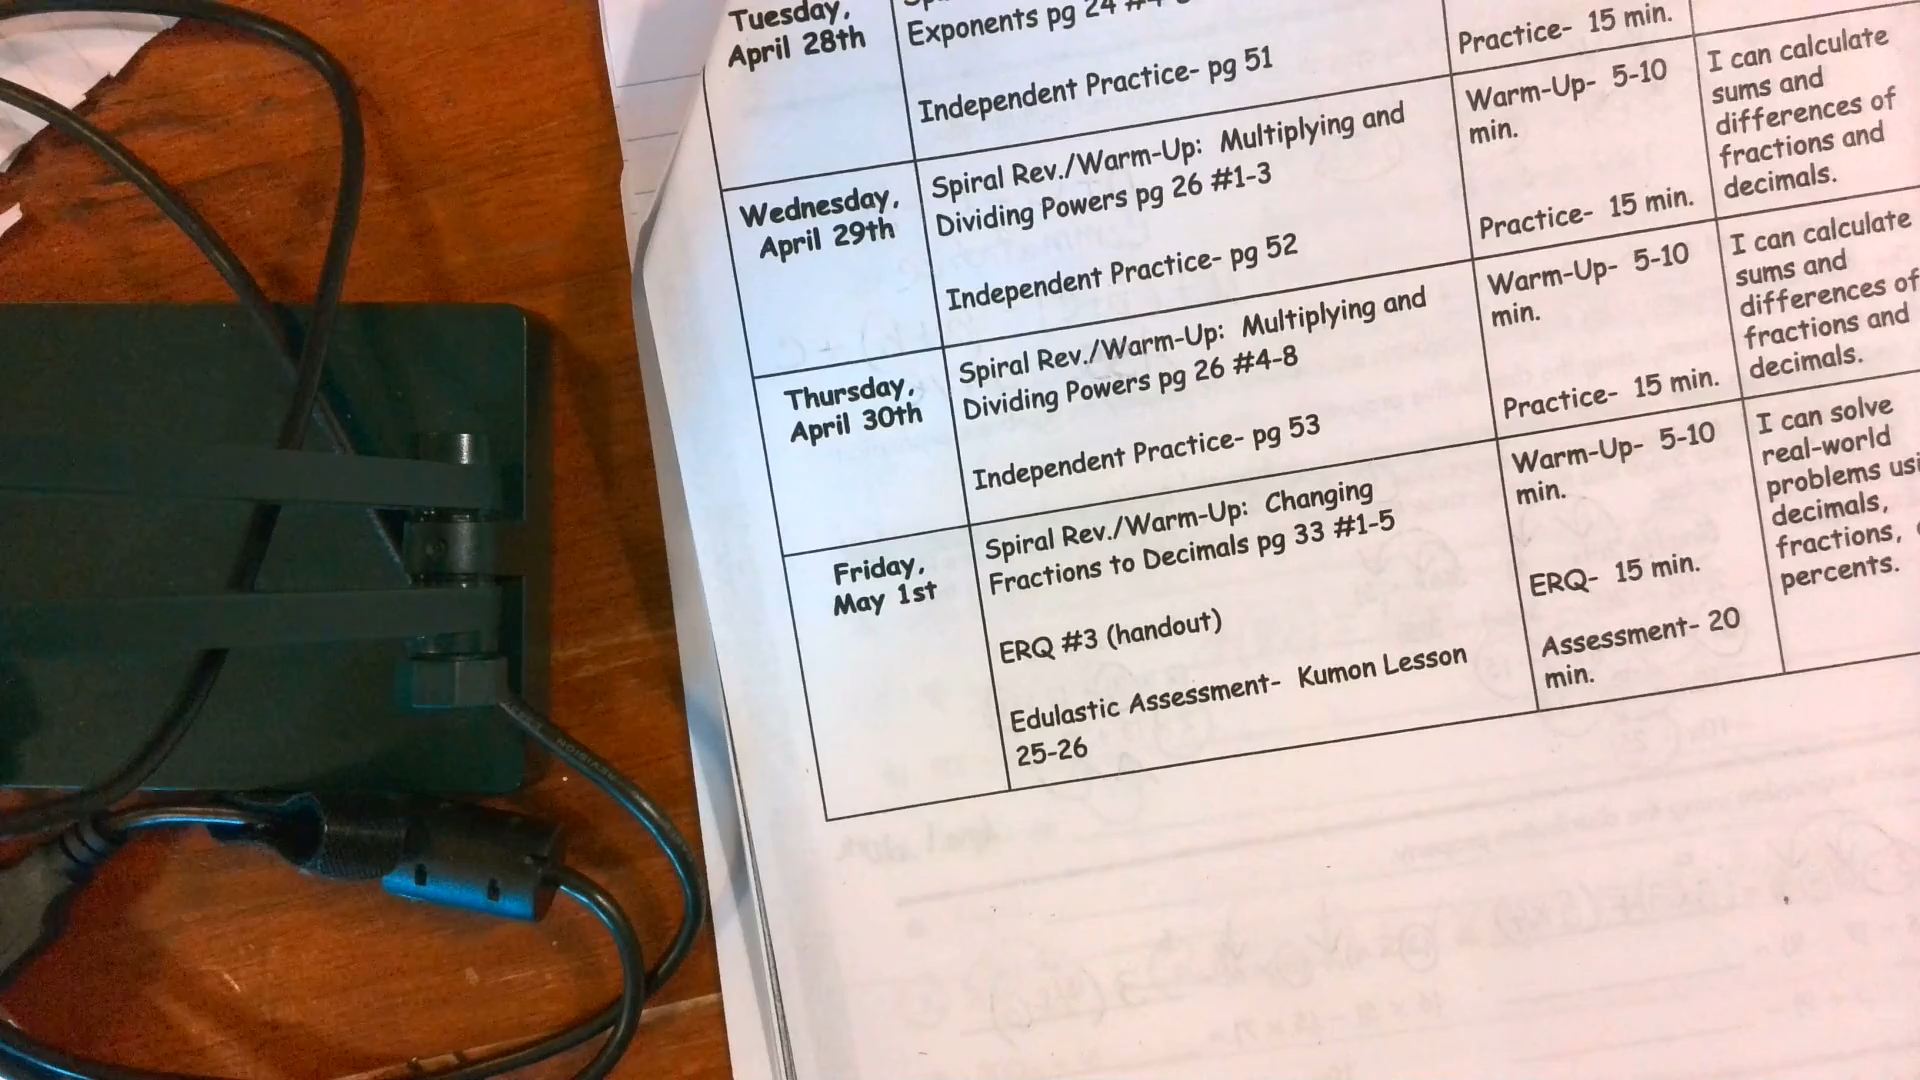 Tuesday,
April 28th
Exponents pg 24
Independent Practice- pg 51
Practice- 15 min.
Wednesday,
April 29th
Spiral Rev./Warm-Up: Multiplying and
Dividing Powers pg 26 #1-3
Independent Practice- pg 52
Warm-Up- 5-10
min.
Practice- 15 min.
I can calculate
sums and
differences of
fractions and
decimals.
Thursday,
April 30th
Spiral Rev./Warm-Up: Multiplying and
Dividing Powers pg 26 #4-8
Independent Practice- pg 53
Warm-Up- 5-10
min.
Practice- 15 min.
I can calculate
sums and
differences of
fractions and
decimals.
Friday,
May 1st
Spiral Rev./Warm-Up: Changing
Fractions to Decimals pg 33 #1-5
ERQ #3 (handout)
Edulastic Assessment- Kumon Lesson
25-26
Warm-Up- 5-10
min.
ERQ- 15 min.
Assessment- 20
min.
I can solve
real-world
problems usi
decimals,
fractions,
percents.